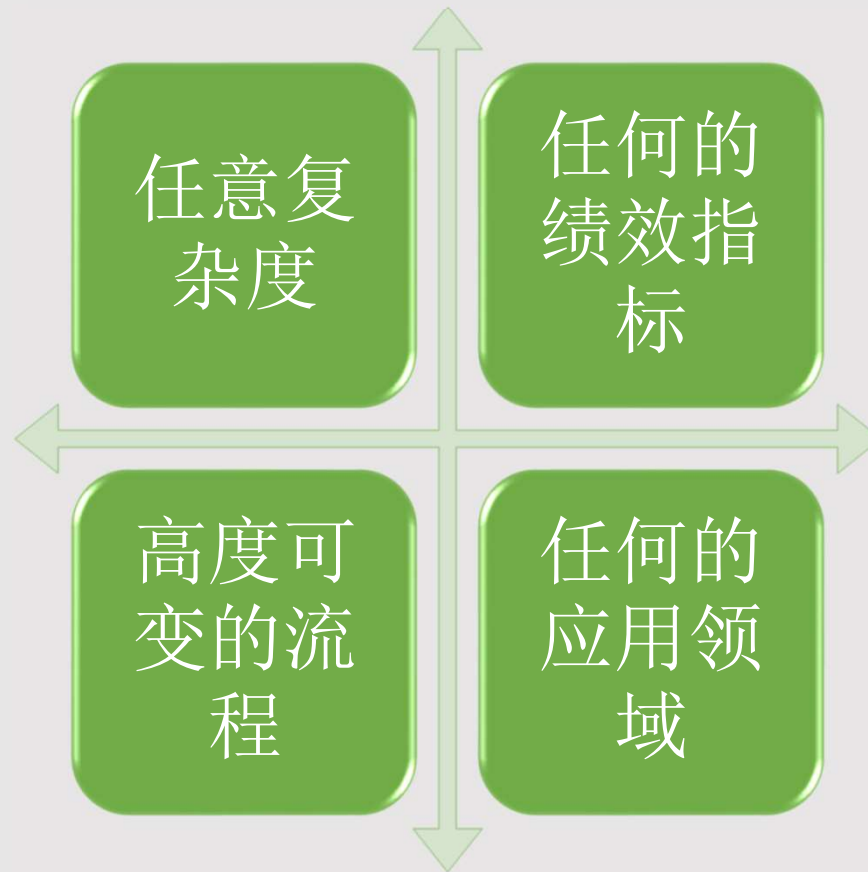 任意复
杂度
任何的
绩效指
标
高度可
变的流
程
任何的
应用领
域